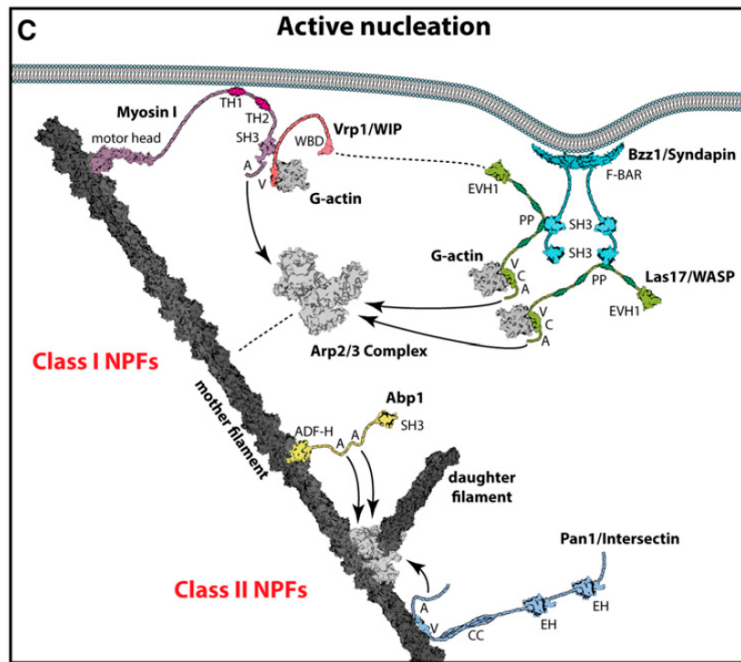 C
Active nucleation
Myosin I
TH1
TH2
motor head
SH3
Vrp1/WIP
WBD
A
V
G-actin
Bzz1/Syndapin
F-BAR
EVH1
PP
SH3
SH3
G-actin
V
C
A
Las17/WASP
PP
EVH1
V
C
A
Arp2/3 Complex
Class I NPFs
mother filament
Abp1
ADF-H
A
A
SH3
daughter
filament
Pan1/Intersectin
Class II NPFs
A
V
CC
EH
EH